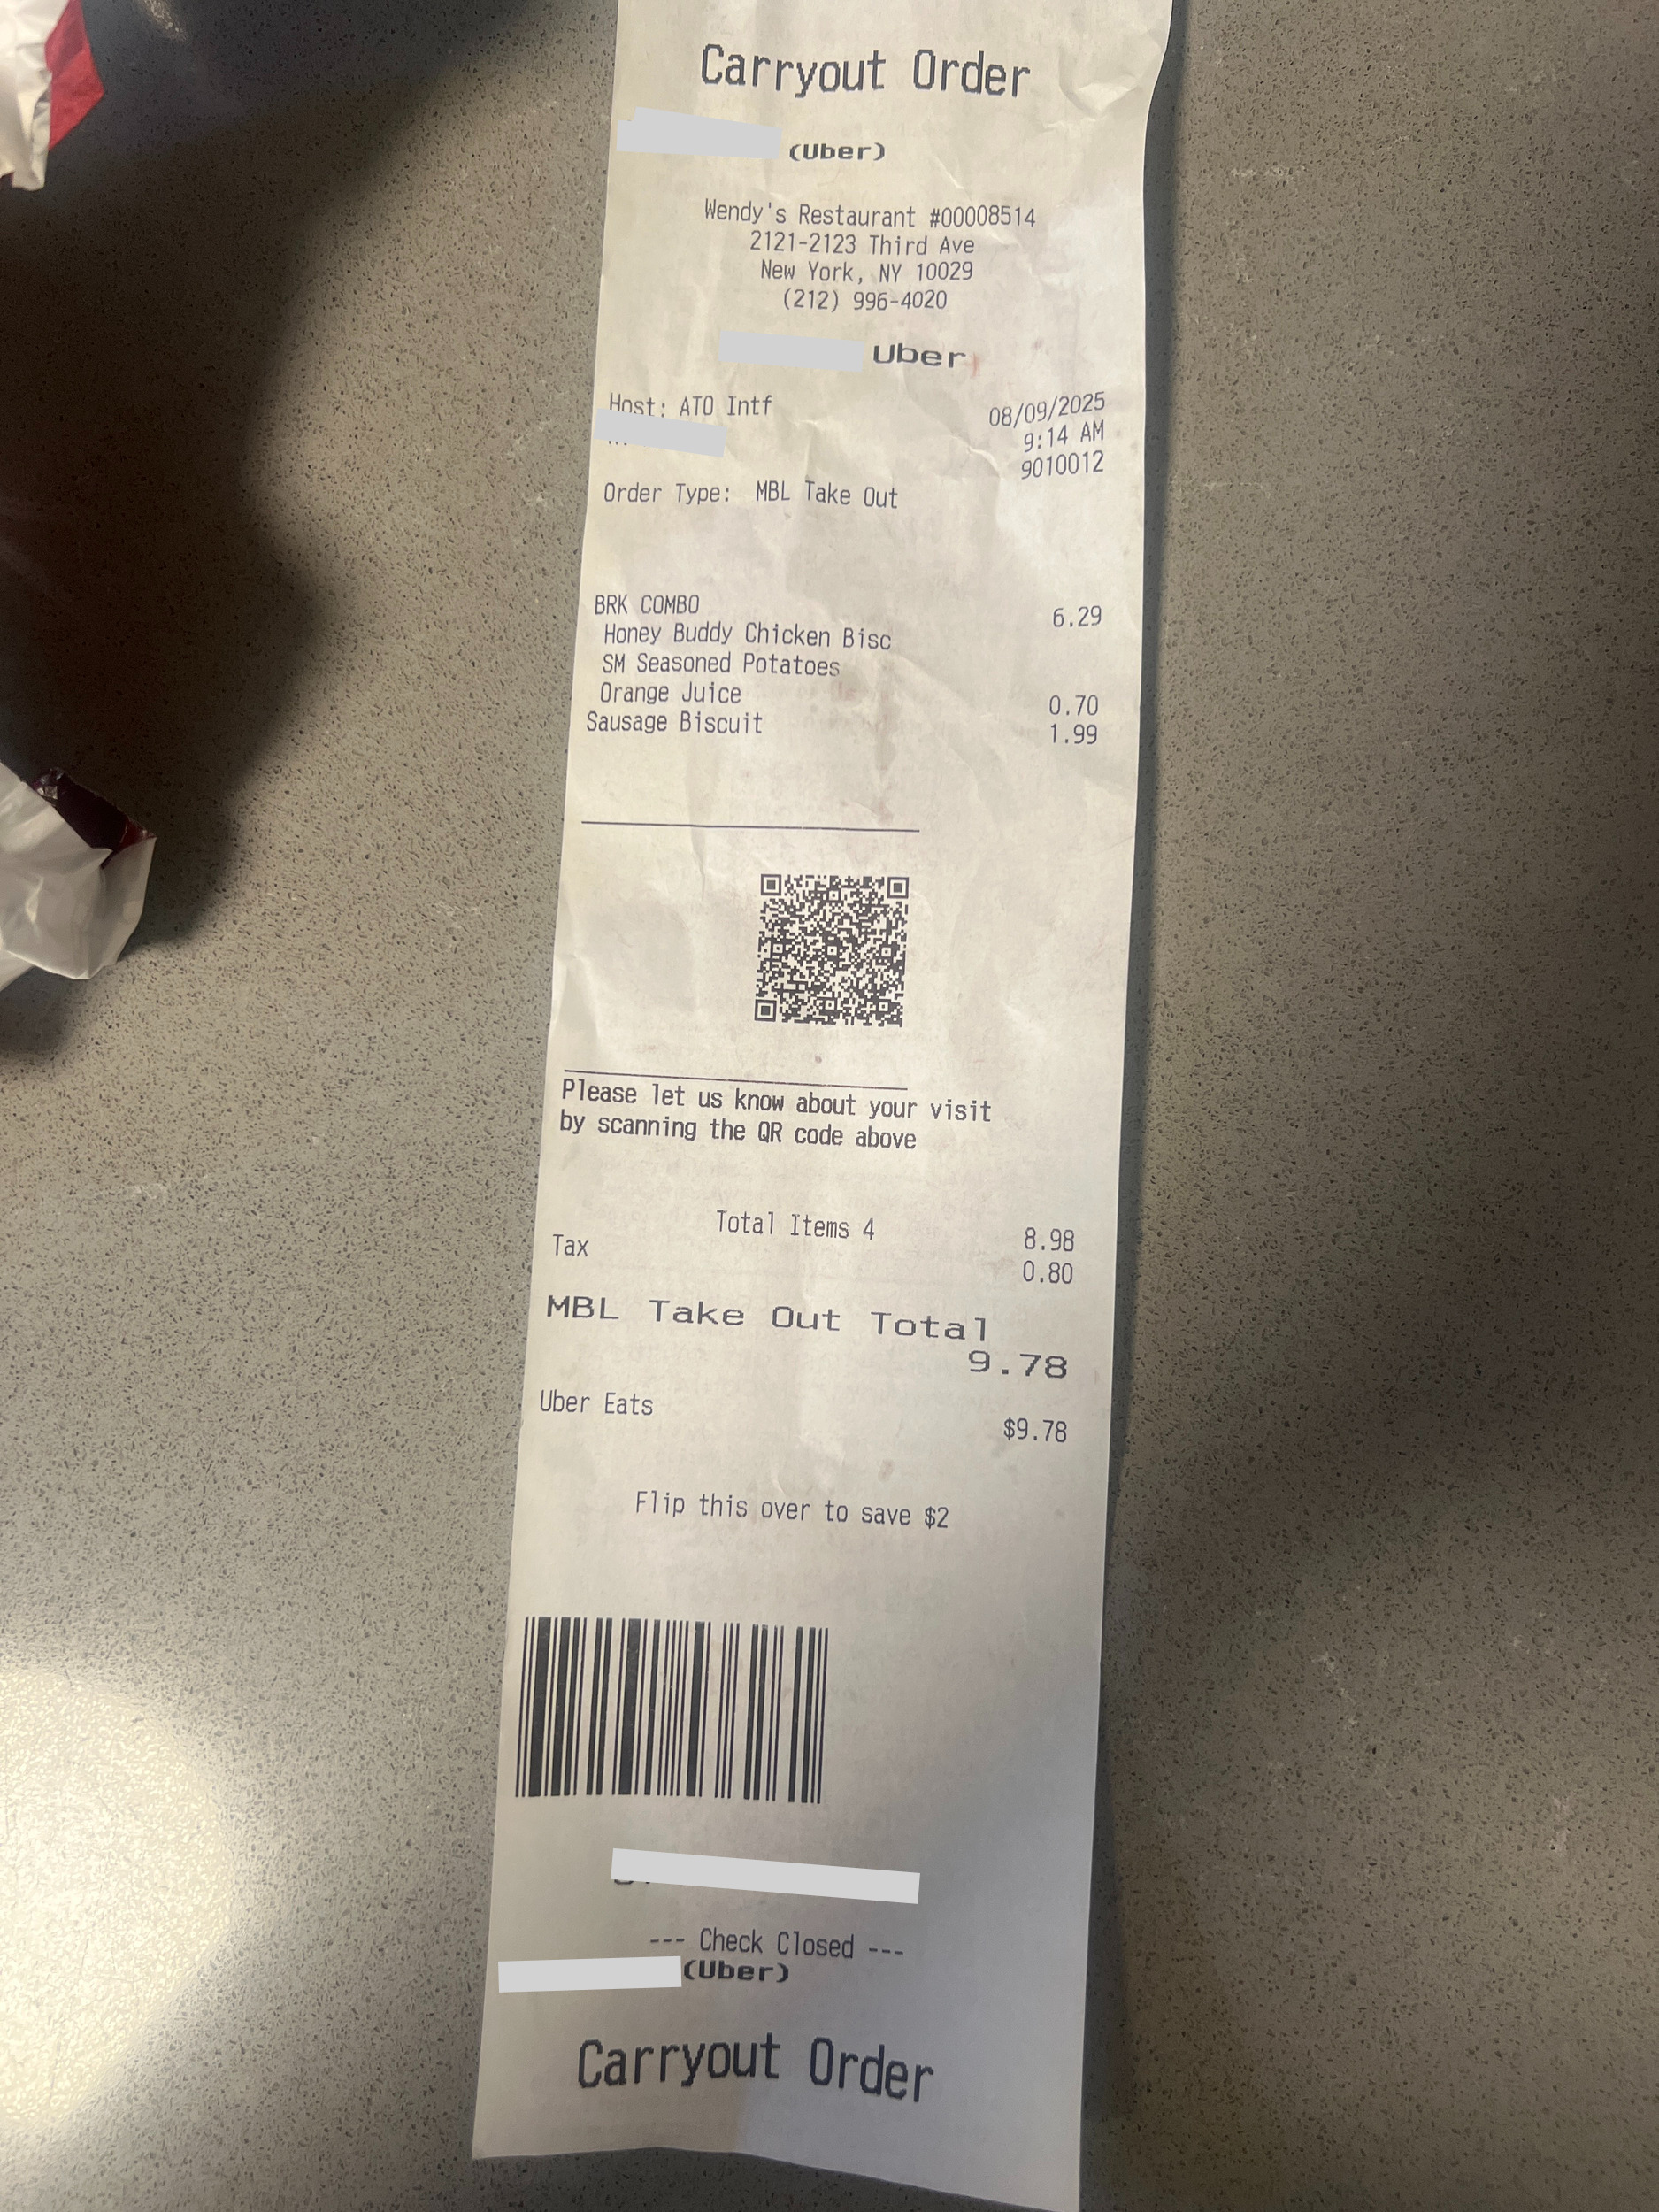 Carryout Order
(Uber)
Wendy's Restaurant #00008514
2121-2123 Third Ave
New York, NY 10029
(212) 996-4020
Uber
Host: ATO Intf 08/09/2025
9:14 AM
9010012
Order Type: MBL Take Out
BRK COMBO 6.29
Honey Buddy Chicken Bisc
SM Seasoned Potatoes
Orange Juice 0.70
Sausage Biscuit 1.99
Please let us know about your visit
by scanning the QR code above
Total Items 4 8.98
Tax 0.80
MBL Take Out Total
9.78
Uber Eats $9.78
Flip this over to save $2
--- Check Closed ---
(Uber)
Carryout Order